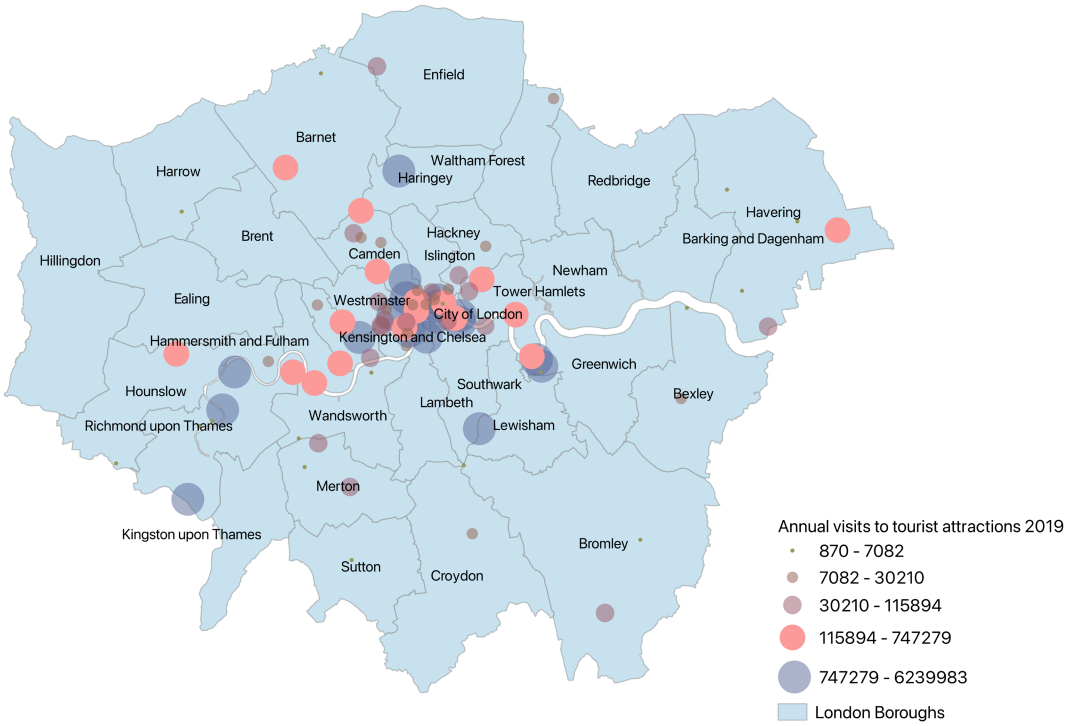 Enfield
Barnet
Waltham Forest
Haringey
Harrow
Redbridge
Havering
Hackney
Brent
Barking and Dagenham
Camden
Islington
Hillingdon
Newham
Ealing
Westminster
Tower Hamlets
City of London
Hammersmith and Fulham
Kensington and Chelsea
Greenwich
Hounslow
Southwark
Bexley
Lambeth
Wandsworth
Richmond upon Thames
Lewisham
Merton
Kingston upon Thames
Bromley
Sutton
Croydon
Annual visits to tourist attractions 2019
870 - 7082
7082 - 30210
30210 - 115894
115894 - 747279
747279 - 6239983
London Boroughs